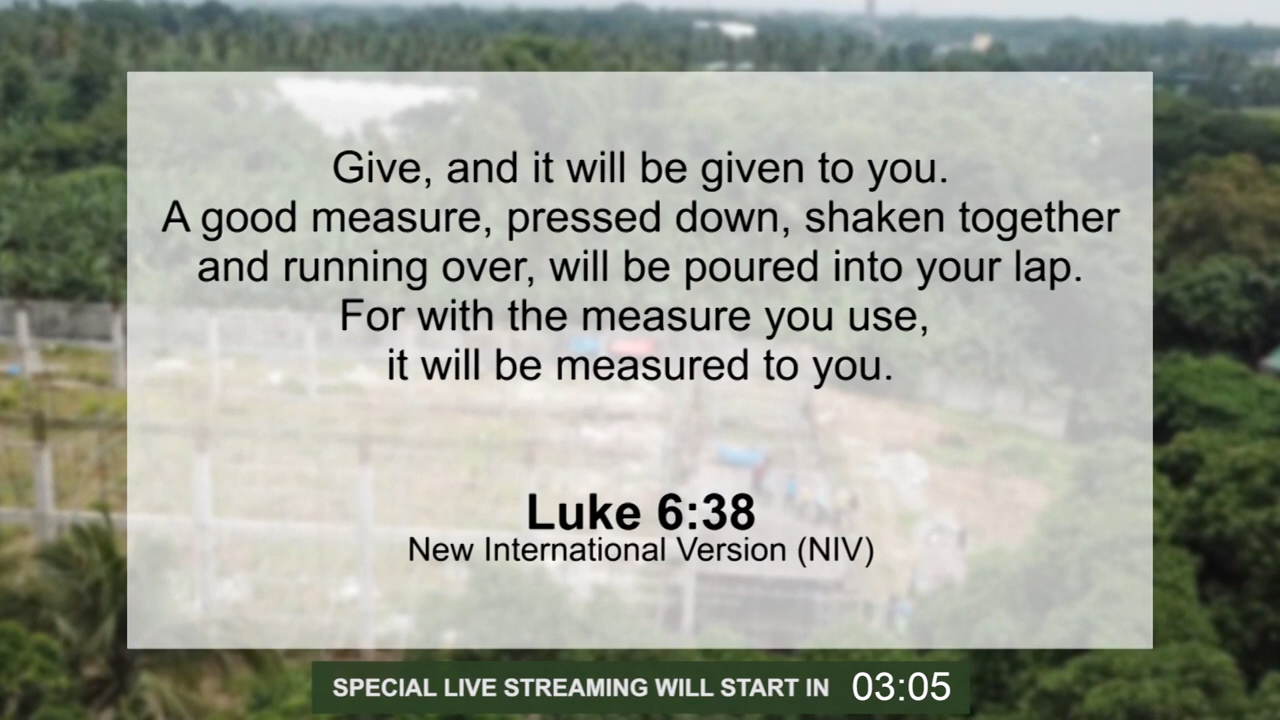 Give, and it will be given to you.
A good measure, pressed down, shaken together
and running over, will be poured into your lap.
For with the measure you use,
it will be measured to you.
Luke 6:38
New International Version (NIV)
SPECIAL LIVE STREAMING WILL START IN 03:05